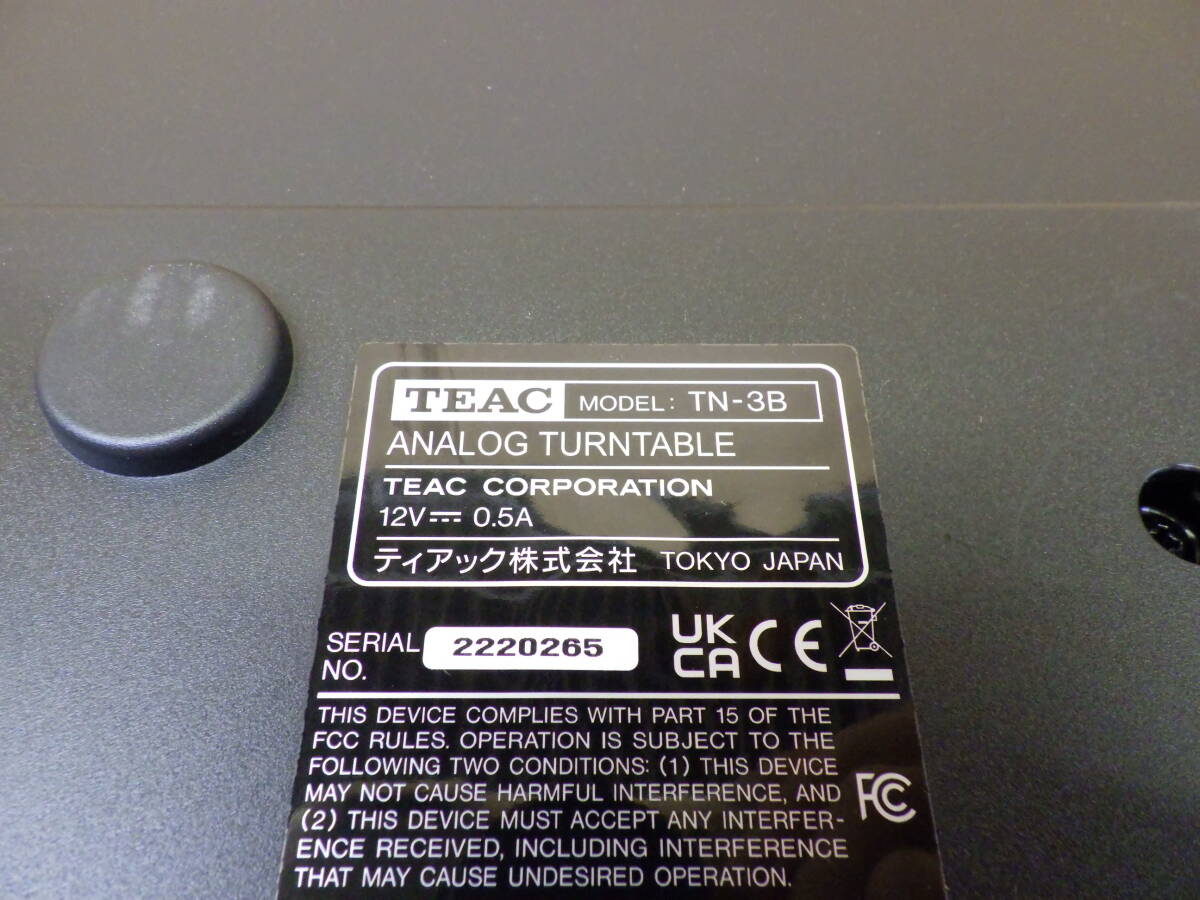 TEAC MODEL: TN-3B
ANALOG TURNTABLE
TEAC CORPORATION
12V⎓ 0.5A
ティアック株式会社 TOKYO JAPAN
SERIAL NO. 2220265
UK CA CE
THIS DEVICE COMPLIES WITH PART 15 OF THE
FCC RULES. OPERATION IS SUBJECT TO THE
FOLLOWING TWO CONDITIONS: (1) THIS DEVICE
MAY NOT CAUSE HARMFUL INTERFERENCE, AND
(2) THIS DEVICE MUST ACCEPT ANY INTERFER-
ENCE RECEIVED, INCLUDING INTERFERENCE
THAT MAY CAUSE UNDESIRED OPERATION.
FC